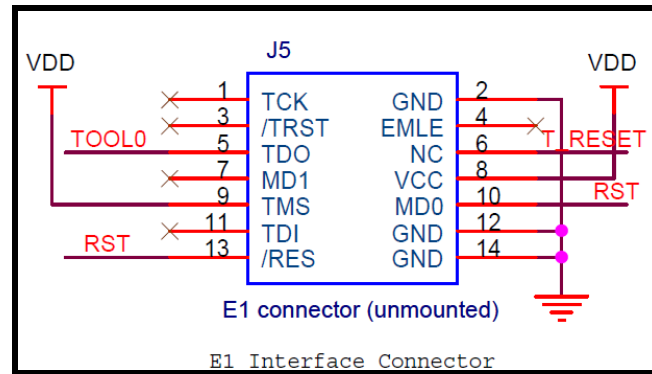 J5
VDD VDD
1 TCK GND 2
3 /TRST EMLE 4
TOOL0 5 TDO NC 6 T_RESET
7 MD1 VCC 8
9 TMS MD0 10 RST
11 TDI GND 12
RST 13 /RES GND 14
E1 connector (unmounted)
E1 Interface Connector